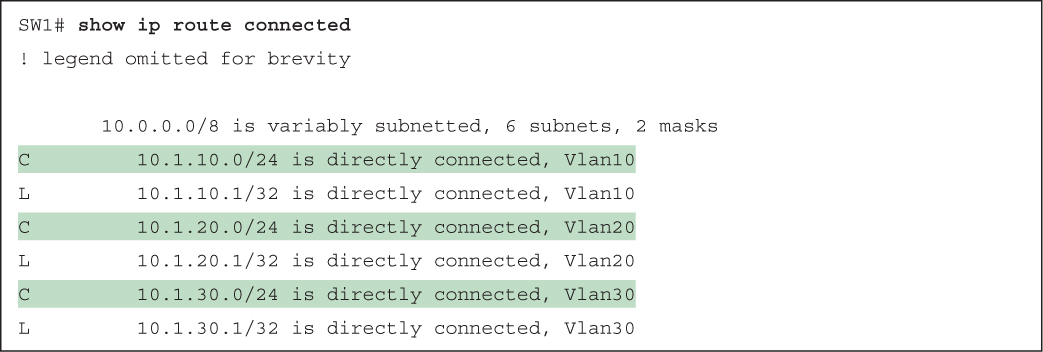 SW1# show ip route connected
! legend omitted for brevity
10.0.0.0/8 is variably subnetted, 6 subnets, 2 masks
C 10.1.10.0/24 is directly connected, Vlan10
L 10.1.10.1/32 is directly connected, Vlan10
C 10.1.20.0/24 is directly connected, Vlan20
L 10.1.20.1/32 is directly connected, Vlan20
C 10.1.30.0/24 is directly connected, Vlan30
L 10.1.30.1/32 is directly connected, Vlan30